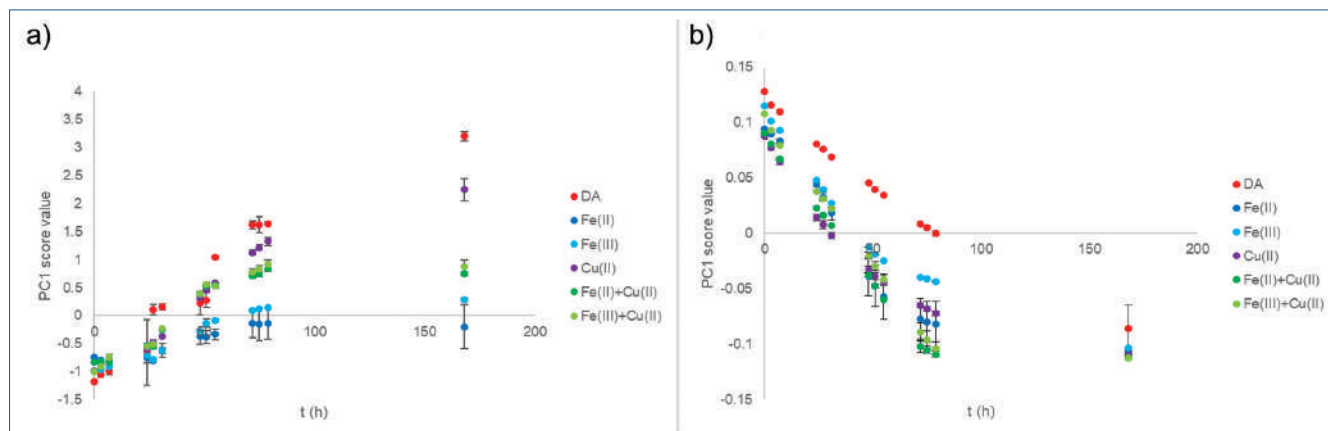 a)
4
3.5
3
2.5
2
1.5
1
0.5
0
-0.5
-1
-1.5
0
50
100
150
200
PC1 score value
t (h)
DA
Fe(II)
Fe(III)
Cu(II)
Fe(II)+Cu(II)
Fe(III)+Cu(II)
b)
0.15
0.1
0.05
0
-0.05
-0.1
-0.15
0
50
100
150
200
PC1 score value
t (h)
DA
Fe(II)
Fe(III)
Cu(II)
Fe(II)+Cu(II)
Fe(III)+Cu(II)